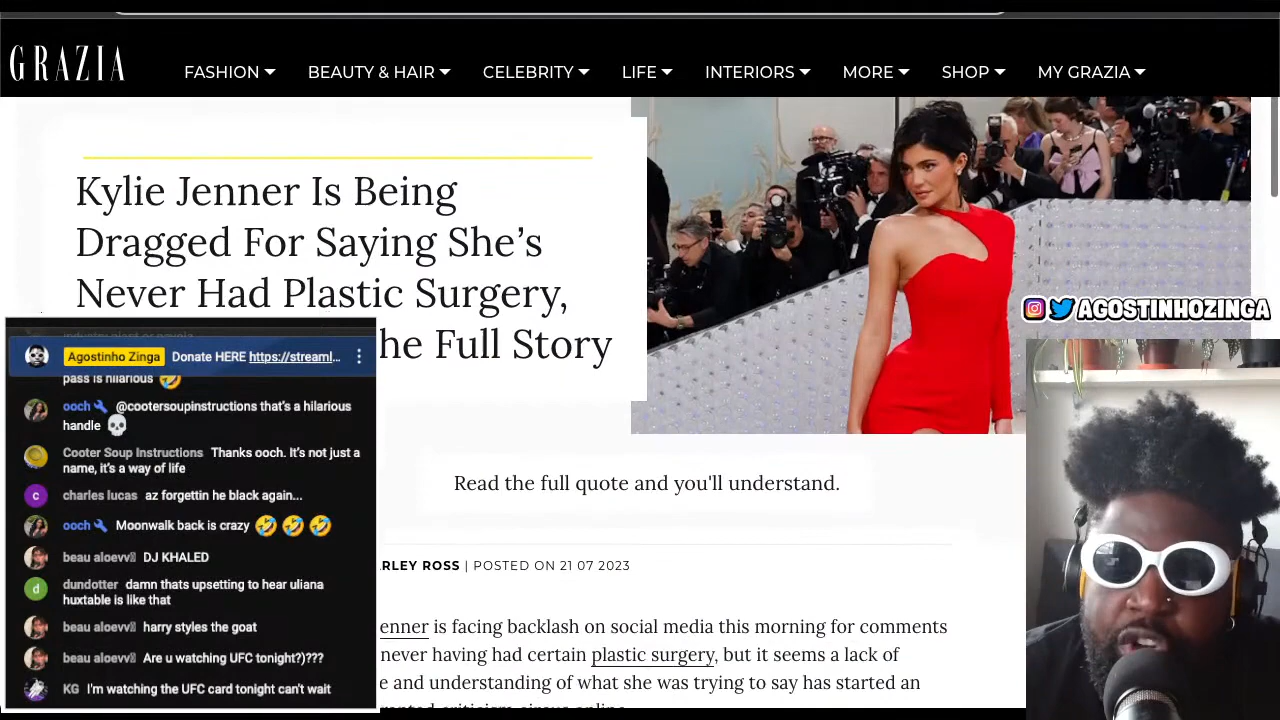 GRAZIA
FASHION BEAUTY & HAIR CELEBRITY LIFE INTERIORS MORE SHOP MY GRAZIA
Kylie Jenner Is Being
Dragged For Saying She's
Never Had Plastic Surgery,
he Full Story
Read the full quote and you'll understand.
RLEY ROSS | POSTED ON 21 07 2023
enner is facing backlash on social media this morning for comments
never having had certain plastic surgery, but it seems a lack of
e and understanding of what she was trying to say has started an
AGOSTINHOZINGA
Agostinho Zinga Donate HERE https://streaml...
pass is hilarious 🤣
ooch @cootersoupinstructions that's a hilarious
handle 💀
Cooter Soup Instructions Thanks ooch. It's not just a
name, it's a way of life
c charles lucas az forgettin he black again...
ooch Moonwalk back is crazy 🤣 🤣 🤣
beau aloevv DJ KHALED
d dundotter damn thats upsetting to hear uliana
huxtable is like that
beau aloevv harry styles the goat
beau aloevv Are u watching UFC tonight?)???
KG I'm watching the UFC card tonight can't wait